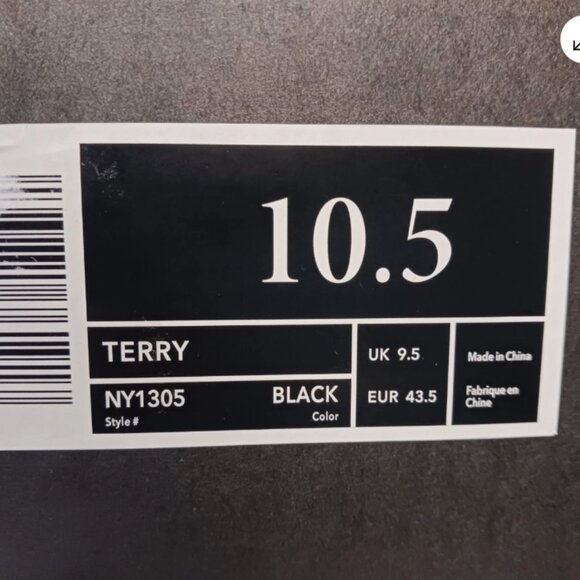 10.5
TERRY
NY1305
Style #
BLACK
Color
UK 9.5
EUR 43.5
Made in China
Fabrique en
Chine